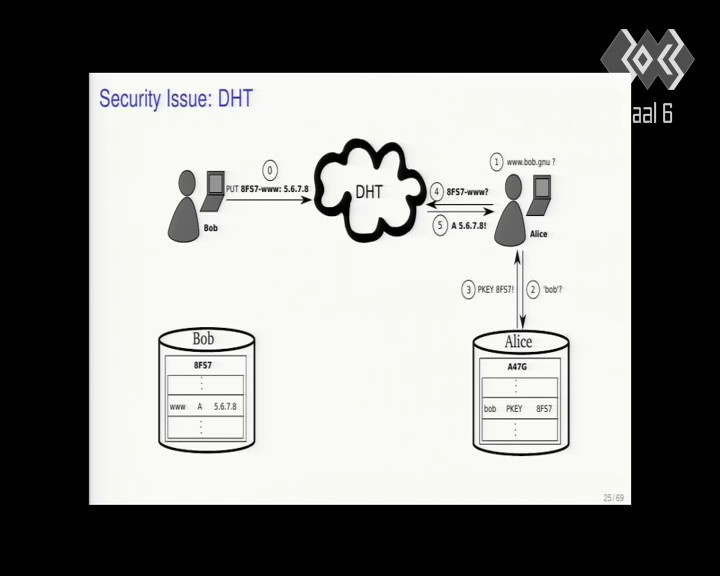 Security Issue: DHT
aal 6
0
1 www.bob.gnu ?
PUT 8FS7-www: 5.6.7.8
DHT
4 8FS7-www?
5 A 5.6.7.8!
Bob
Alice
3 PKEY 8FS7!
2 'bob'?
Bob
8FS7
www A 5.6.7.8
Alice
A47G
bob PKEY 8FS7
25 / 69